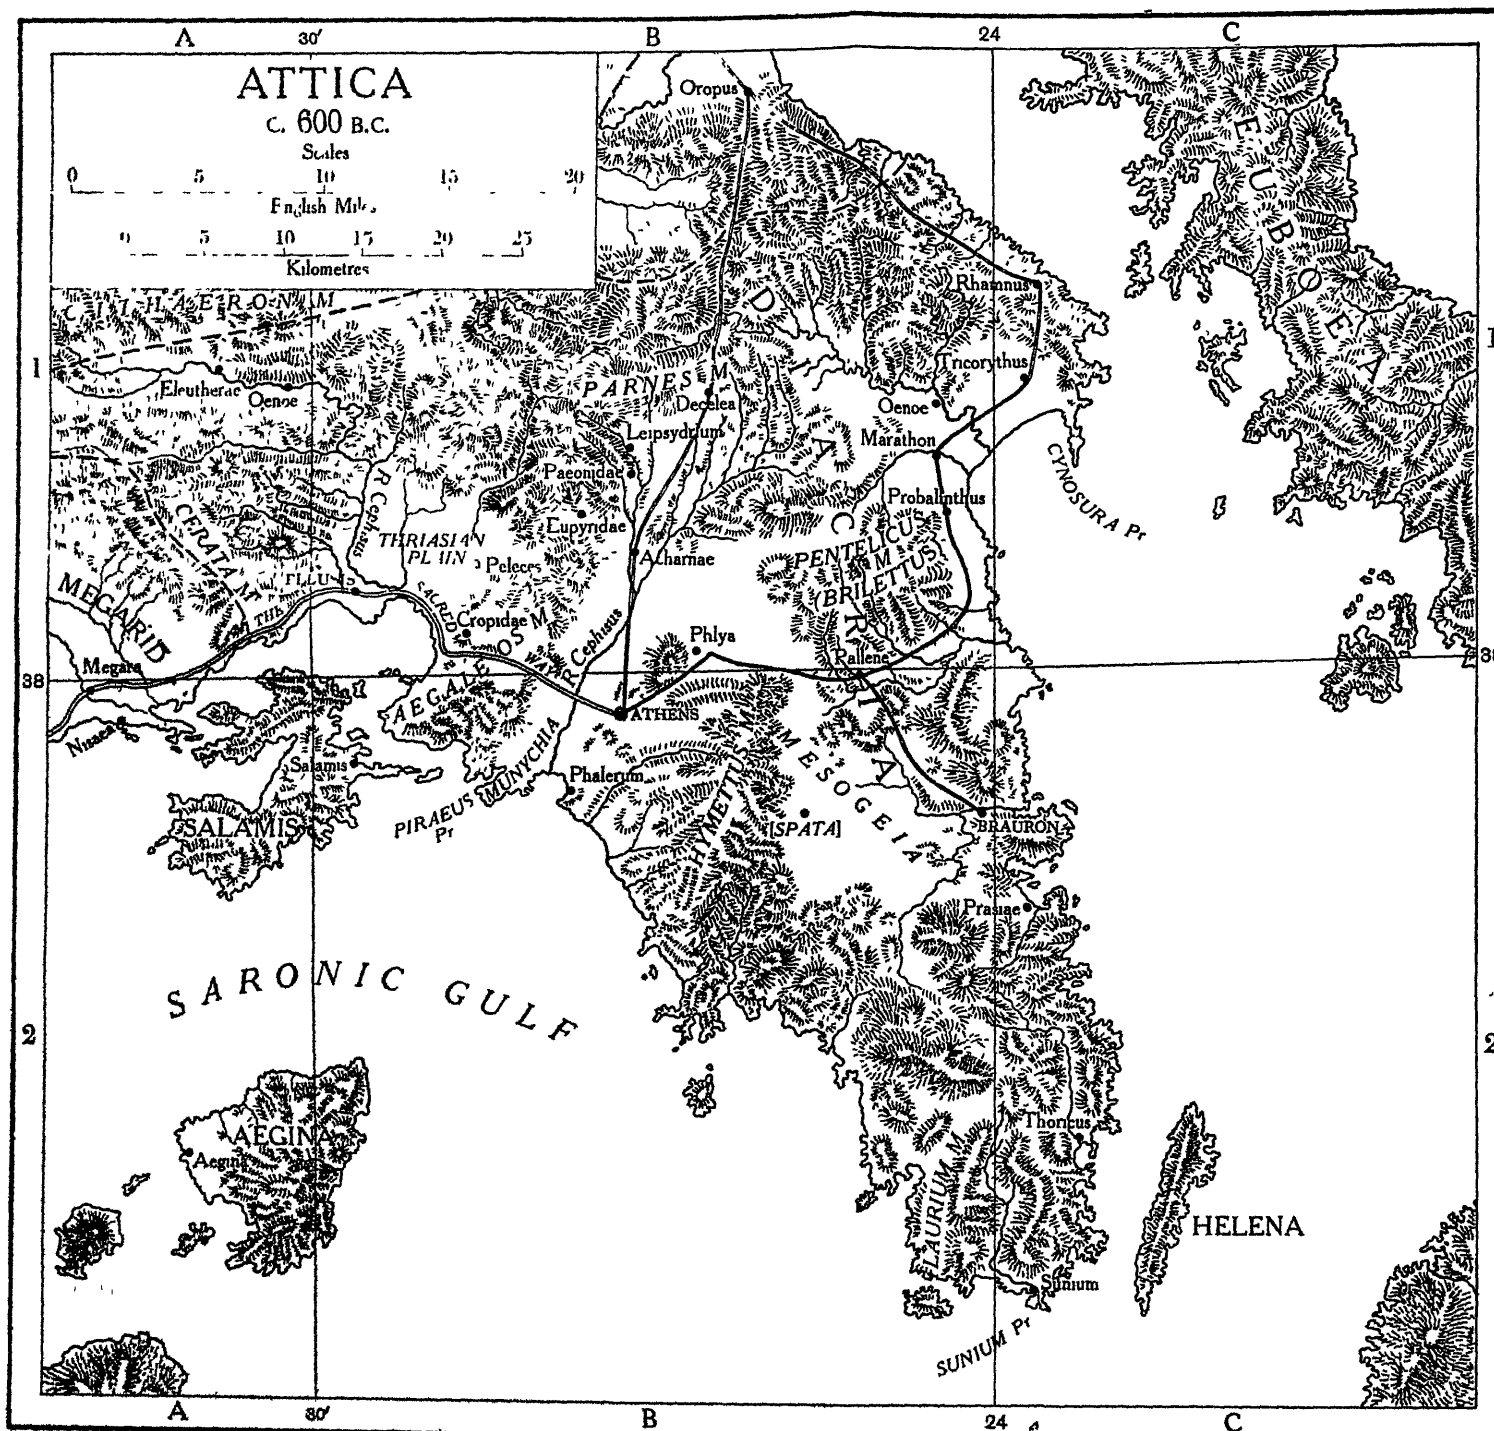 A 30′ B 24 C
ATTICA
C. 600 B.C.
0 5 10 15 20
English Miles
0 5 10 15 20 25
Kilometres
Oropus
EUBOEA
Rhamnus
DIACRIA
1
PARNES M
Tricorythus
Eleutherae
Oenoe
Decelea
Oenoe
Leipsydrium
Marathon
CYNOSURA Pr
Paeonidae
R Cephisus
Probalinthus
CERATA M
Eupyridae
THRIASIAN
PLAIN
PENTELICUS
M
(BRILETTUS)
Acharnae
Peleces
MEGARID
SACRED WAY
Cropidae
R Cephisus
Phlya
Pallene
Megara
38
AEGALEOS M
ATHENS
Nisaea
MESOGEIA
Salamis
PIRAEUS
Pr
MUNYCHIA
Phalerum
HYMETTUS M
[SPATA]
BRAURON
SALAMIS
Prasiae
SARONIC GULF
2 2
AEGINA
Aegina
Thoricus
LAURIUM M
HELENA
Sunium
SUNIUM Pr
A 30′ B 24 C